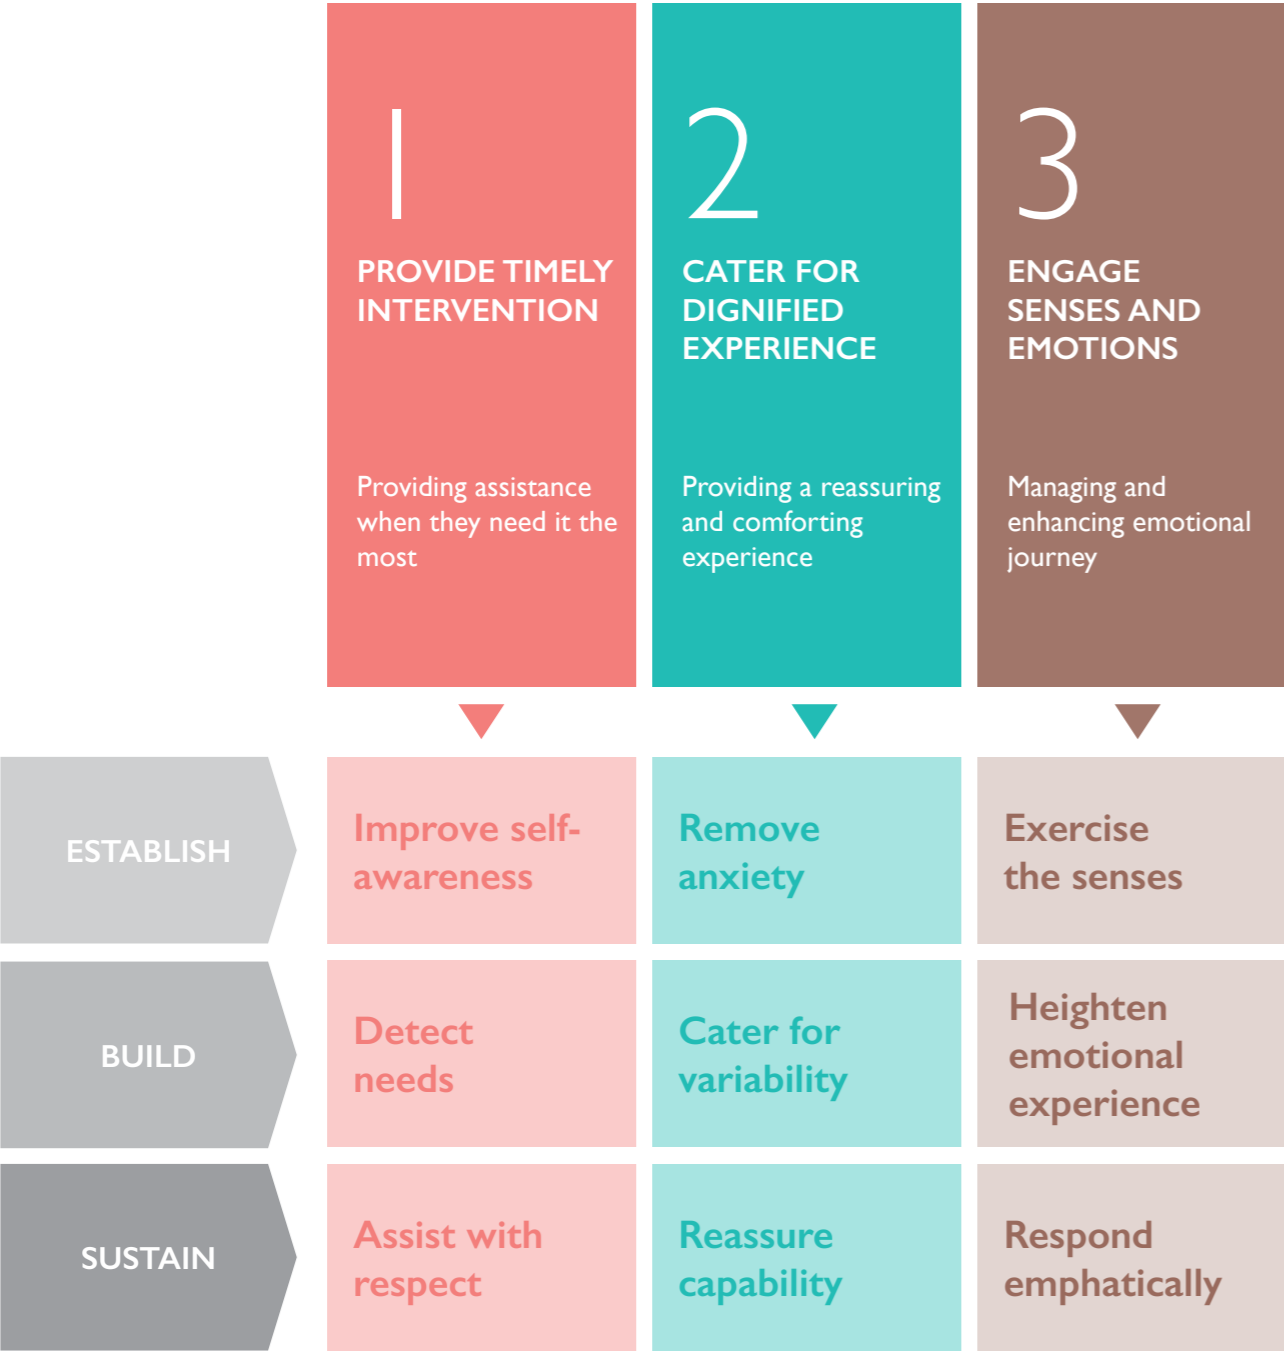 1
PROVIDE TIMELY
INTERVENTION
Providing assistance
when they need it the
most
2
CATER FOR
DIGNIFIED
EXPERIENCE
Providing a reassuring
and comforting
experience
3
ENGAGE
SENSES AND
EMOTIONS
Managing and
enhancing emotional
journey
ESTABLISH
Improve self-
awareness
Remove
anxiety
Exercise
the senses
BUILD
Detect
needs
Cater for
variability
Heighten
emotional
experience
SUSTAIN
Assist with
respect
Reassure
capability
Respond
emphatically